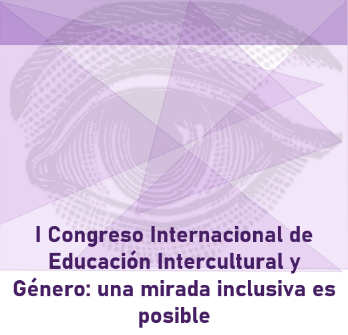 I Congreso Internacional de
Educación Intercultural y
Género: una mirada inclusiva es
posible